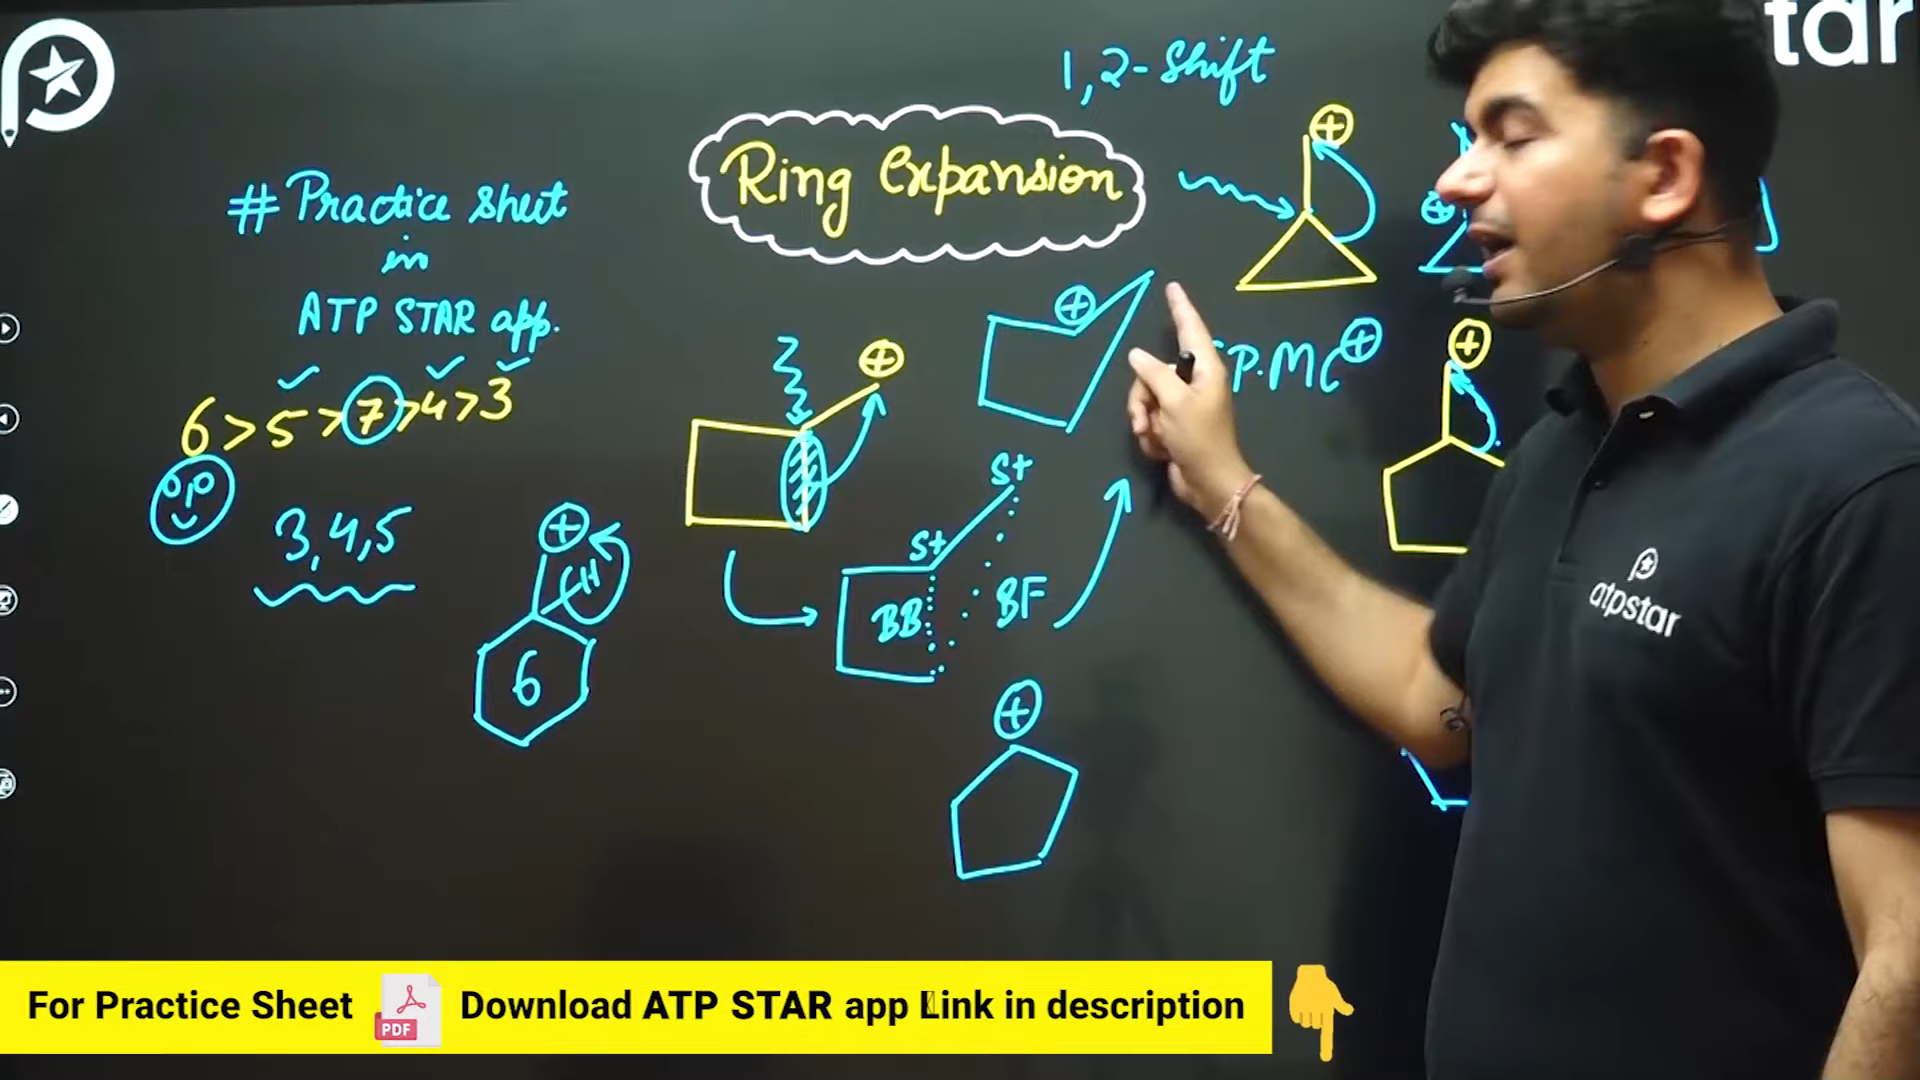 tar
1,2-Shift
Ring Expansion
# Practice Sheet
in
ATP STAR app.
6>5>7>4>3
3,4,5
P.MC⊕
⊕
⊕
⊕
⊕
⊕
⊕
⊕
H
6
S+
S+
BB
BF
atpstar
For Practice Sheet PDF Download ATP STAR app Link in description